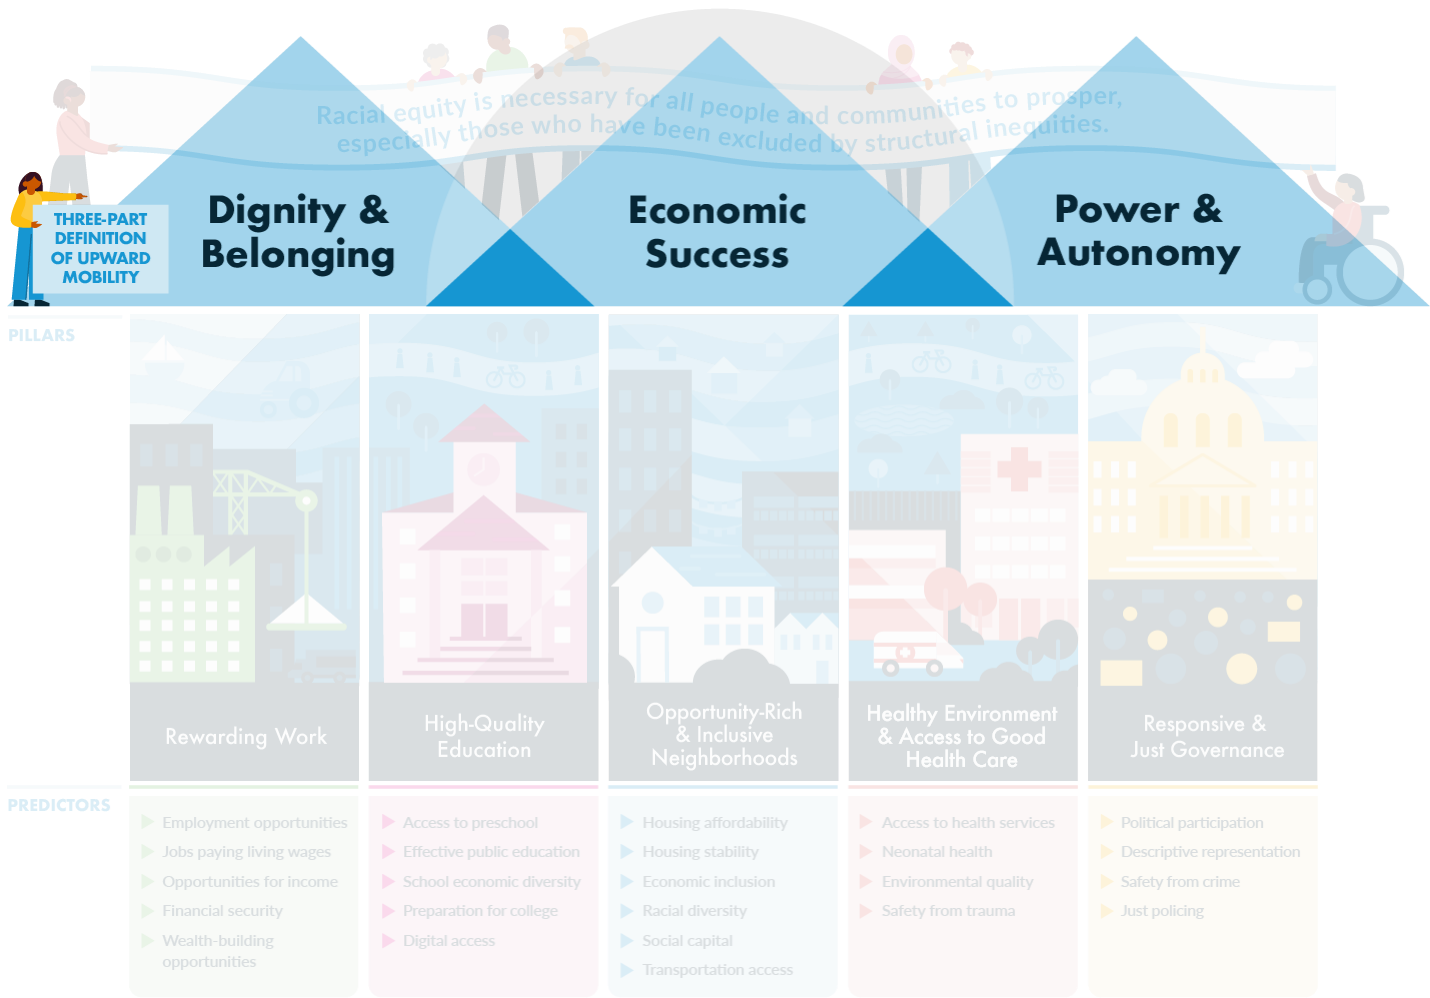 Racial equity is necessary for all people and communities to prosper,
especially those who have been excluded by structural inequities.
THREE-PART
DEFINITION
OF UPWARD
MOBILITY
Dignity &
Belonging
Economic
Success
Power &
Autonomy
PILLARS
Rewarding Work
High-Quality
Education
Opportunity-Rich
& Inclusive
Neighborhoods
Healthy Environment
& Access to Good
Health Care
Responsive &
Just Governance
PREDICTORS
Employment opportunities
Jobs paying living wages
Opportunities for income
Financial security
Wealth-building
opportunities
Access to preschool
Effective public education
School economic diversity
Preparation for college
Digital access
Housing affordability
Housing stability
Economic inclusion
Racial diversity
Social capital
Transportation access
Access to health services
Neonatal health
Environmental quality
Safety from trauma
Political participation
Descriptive representation
Safety from crime
Just policing